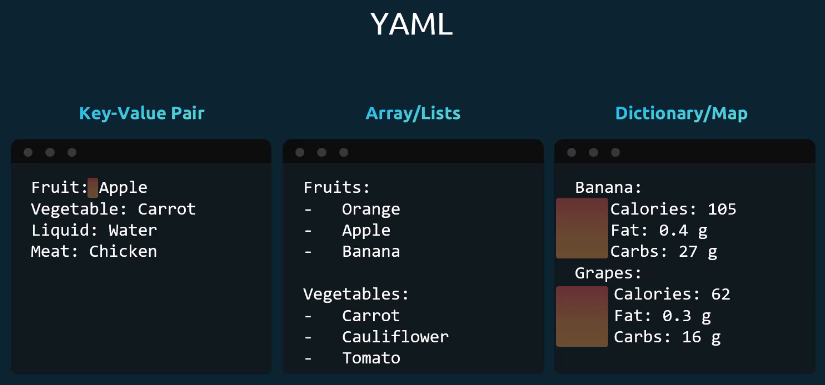 YAML
Key-Value Pair
Fruit: Apple
Vegetable: Carrot
Liquid: Water
Meat: Chicken
Array/Lists
Fruits:
-   Orange
-   Apple
-   Banana
Vegetables:
-   Carrot
-   Cauliflower
-   Tomato
Dictionary/Map
Banana:
Calories: 105
Fat: 0.4 g
Carbs: 27 g
Grapes:
Calories: 62
Fat: 0.3 g
Carbs: 16 g